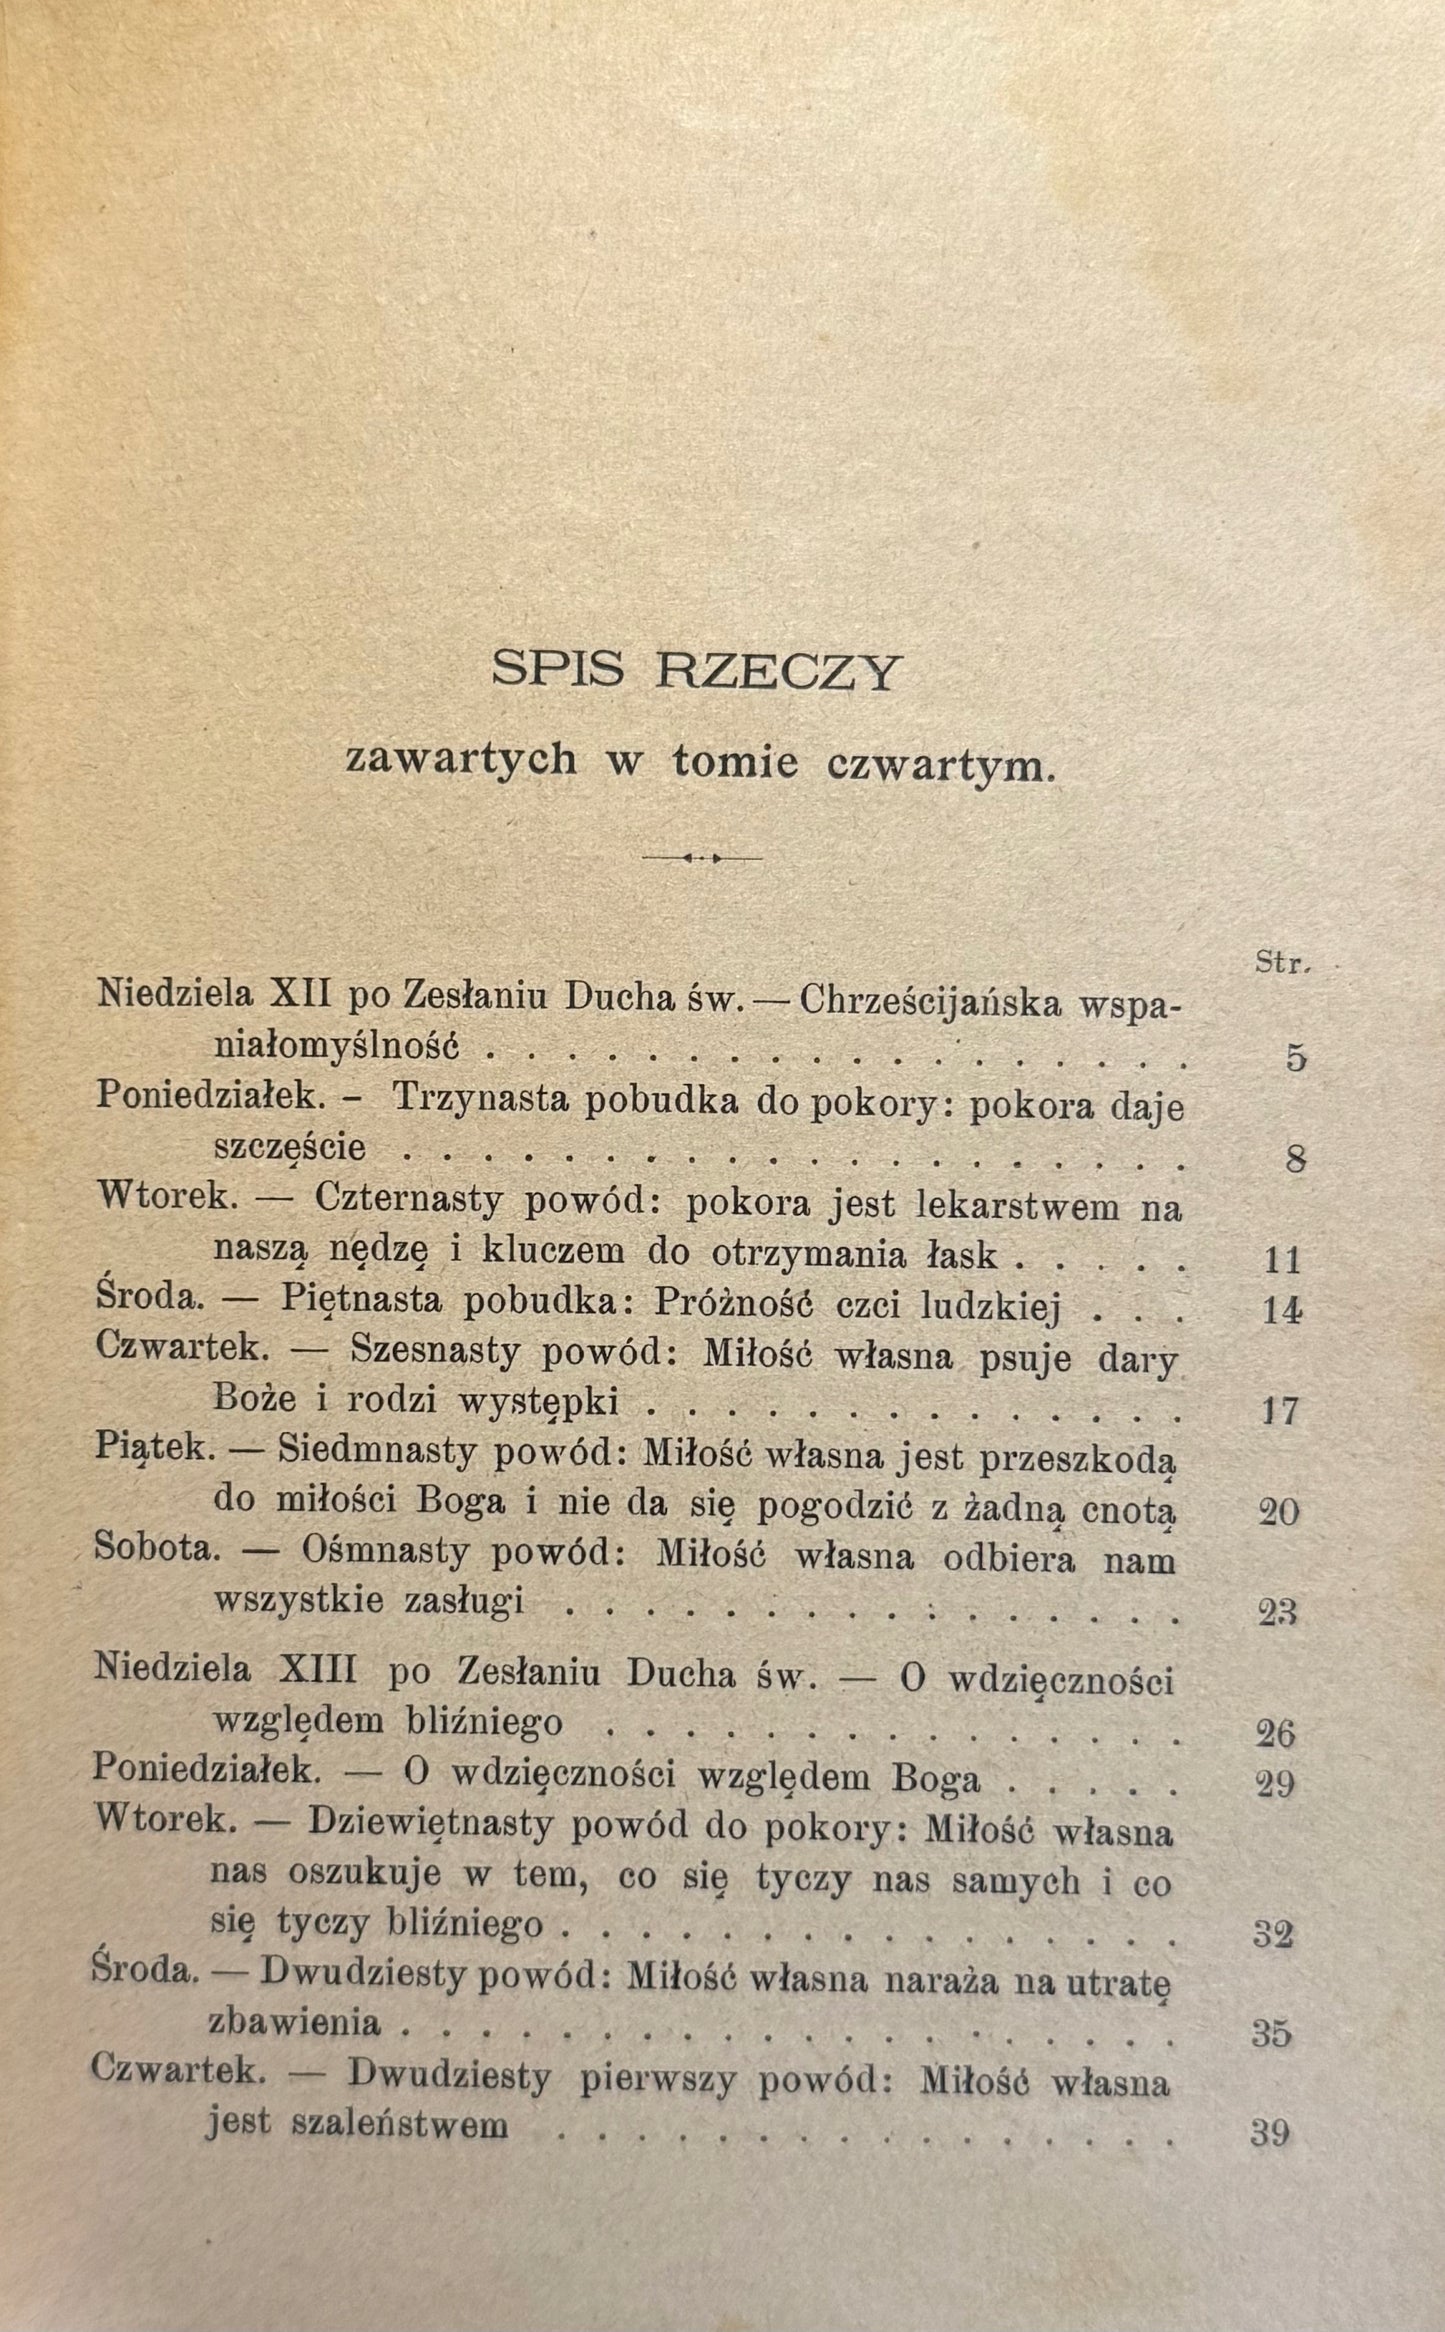 SPIS RZECZY
zawartych w tomie czwartym.
Str.
Niedziela XII po Zesłaniu Ducha św. — Chrześcijańska wspa-
niałomyślność . . . . . . . . . . . . . . . . . . 5
Poniedziałek. – Trzynasta pobudka do pokory: pokora daje
szczęście . . . . . . . . . . . . . . . . . . . . 8
Wtorek. — Czternasty powód: pokora jest lekarstwem na
naszą nędzę i kluczem do otrzymania łask . . . . . 11
Środa. — Piętnasta pobudka: Próżność czci ludzkiej . . . 14
Czwartek. — Szesnasty powód: Miłość własna psuje dary
Boże i rodzi występki . . . . . . . . . . . . . . 17
Piątek. — Siedmnasty powód: Miłość własna jest przeszkodą
do miłości Boga i nie da się pogodzić z żadną cnotą 20
Sobota. — Ośmnasty powód: Miłość własna odbiera nam
wszystkie zasługi . . . . . . . . . . . . . . . . 23
Niedziela XIII po Zesłaniu Ducha św. — O wdzięczności
względem bliźniego . . . . . . . . . . . . . . . 26
Poniedziałek. — O wdzięczności względem Boga . . . . . 29
Wtorek. — Dziewiętnasty powód do pokory: Miłość własna
nas oszukuje w tem, co się tyczy nas samych i co
się tyczy bliźniego . . . . . . . . . . . . . . . . 32
Środa. — Dwudziesty powód: Miłość własna naraża na utratę
zbawienia . . . . . . . . . . . . . . . . . . . . 35
Czwartek. — Dwudziesty pierwszy powód: Miłość własna
jest szaleństwem . . . . . . . . . . . . . . . . 39